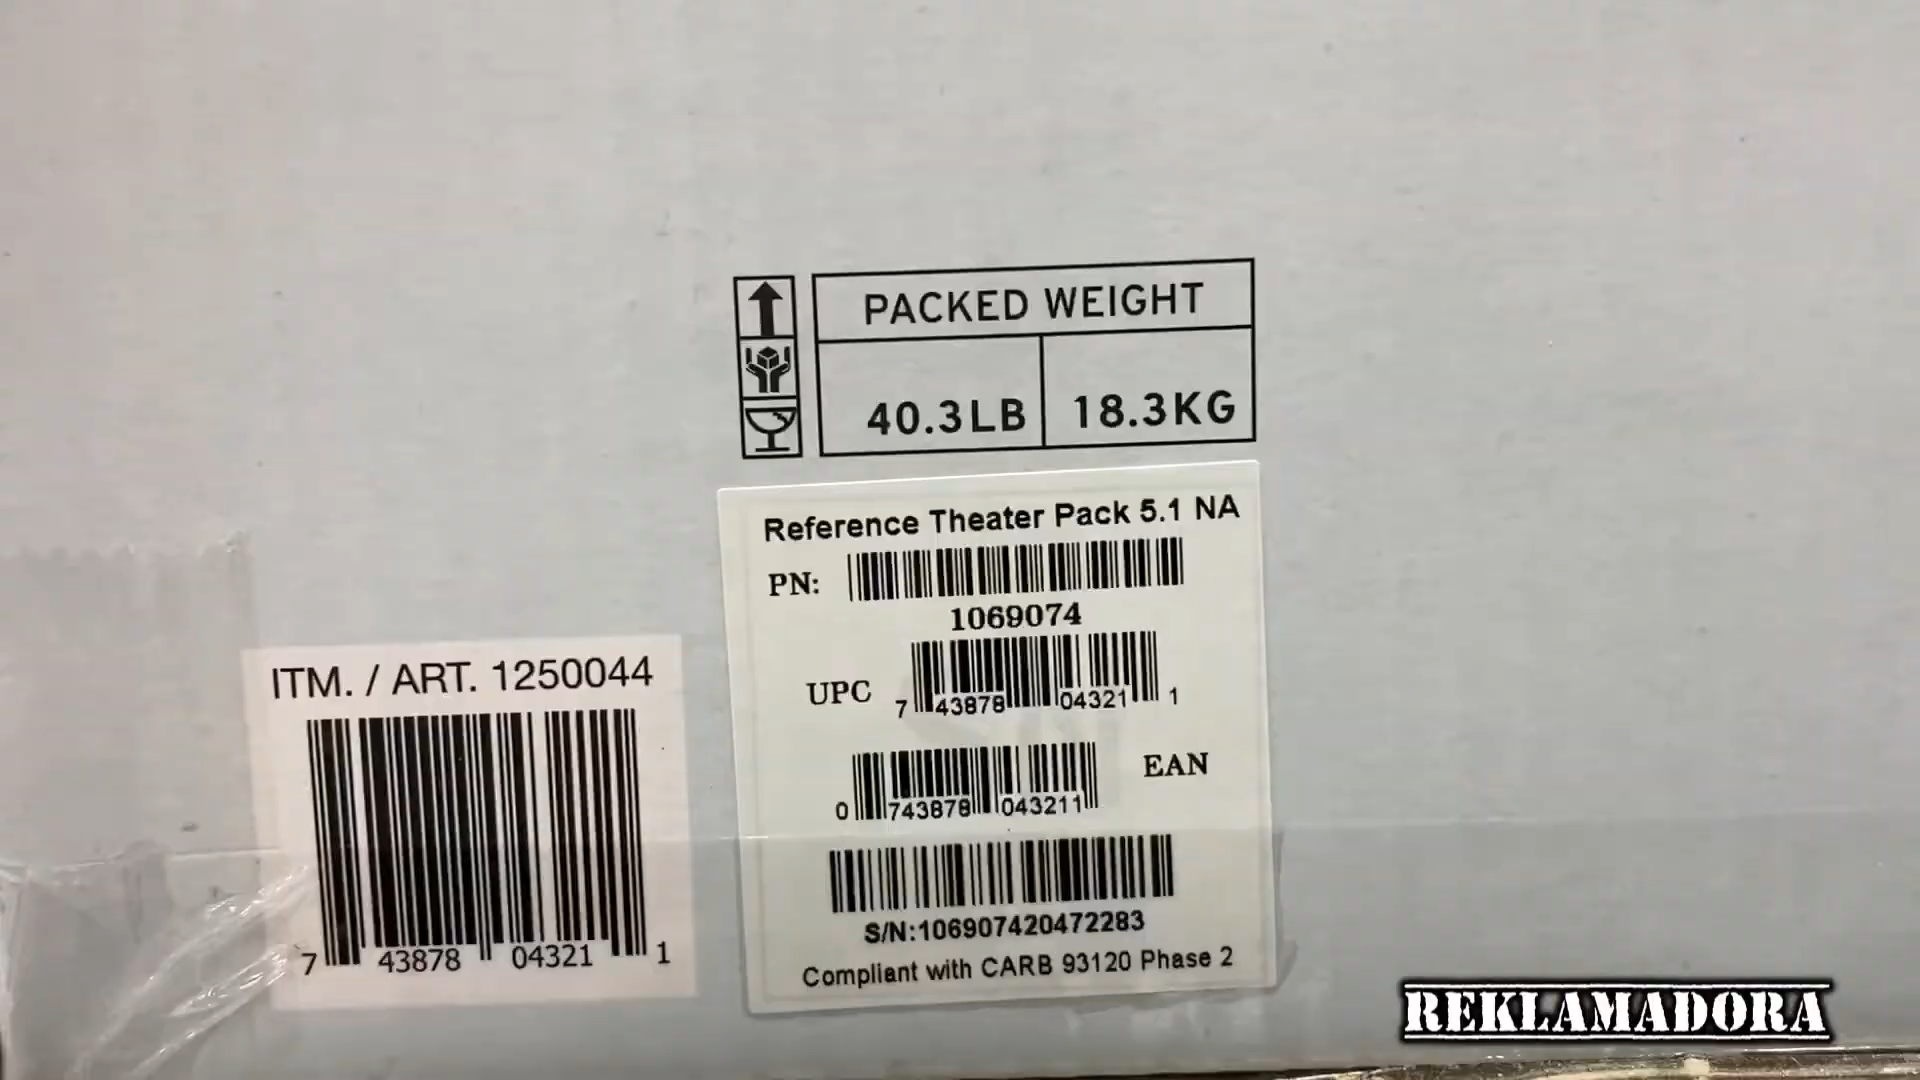 PACKED WEIGHT
40.3LB 18.3KG
Reference Theater Pack 5.1 NA
PN:
1069074
UPC 7 43878 04321 1
0 743878 043211 EAN
S/N:106907420472283
Compliant with CARB 93120 Phase 2
ITM. / ART. 1250044
7 43878 04321 1
REKLAMADORA